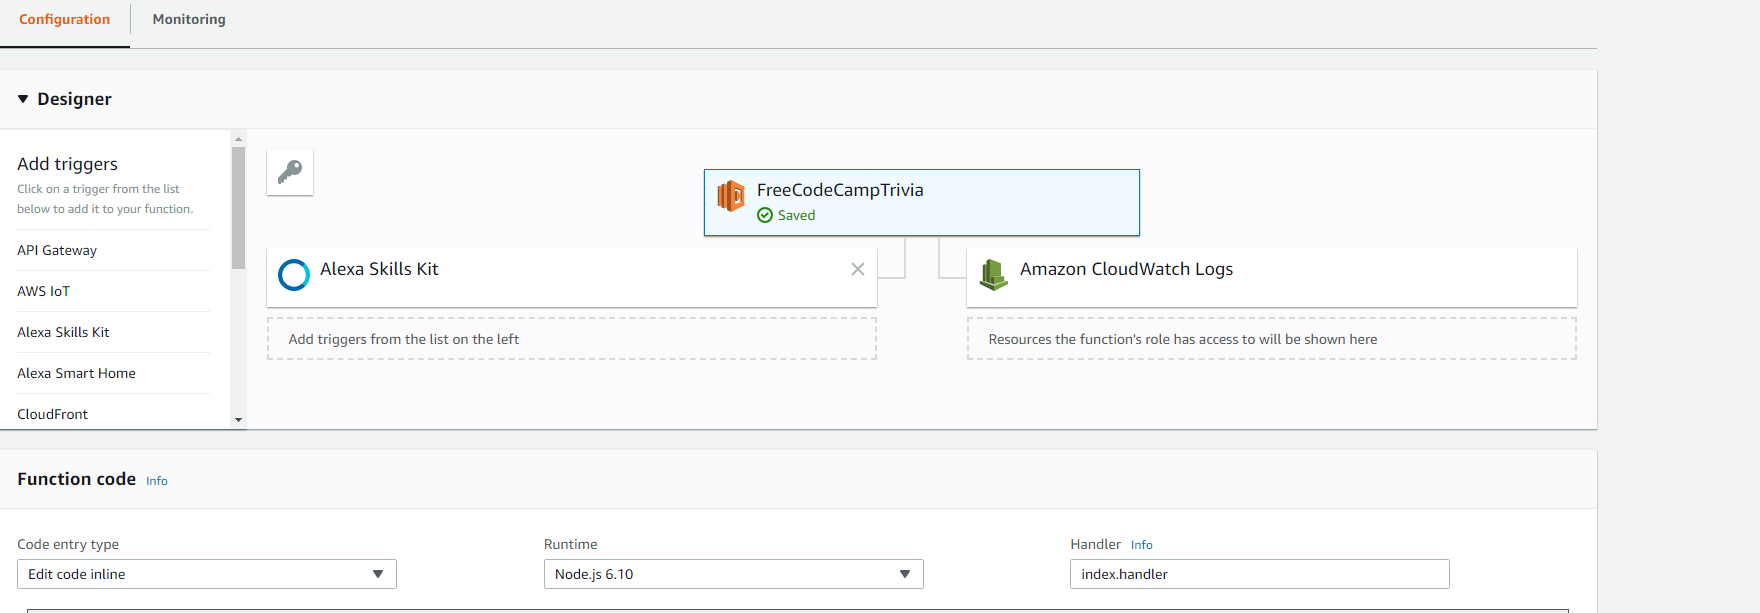 Configuration
Monitoring
Designer
Add triggers
Click on a trigger from the list
below to add it to your function.
API Gateway
AWS IoT
Alexa Skills Kit
Alexa Smart Home
CloudFront
FreeCodeCampTrivia
Saved
Alexa Skills Kit
Amazon CloudWatch Logs
Add triggers from the list on the left
Resources the function's role has access to will be shown here
Function code Info
Code entry type
Edit code inline
Runtime
Node.js 6.10
Handler Info
index.handler